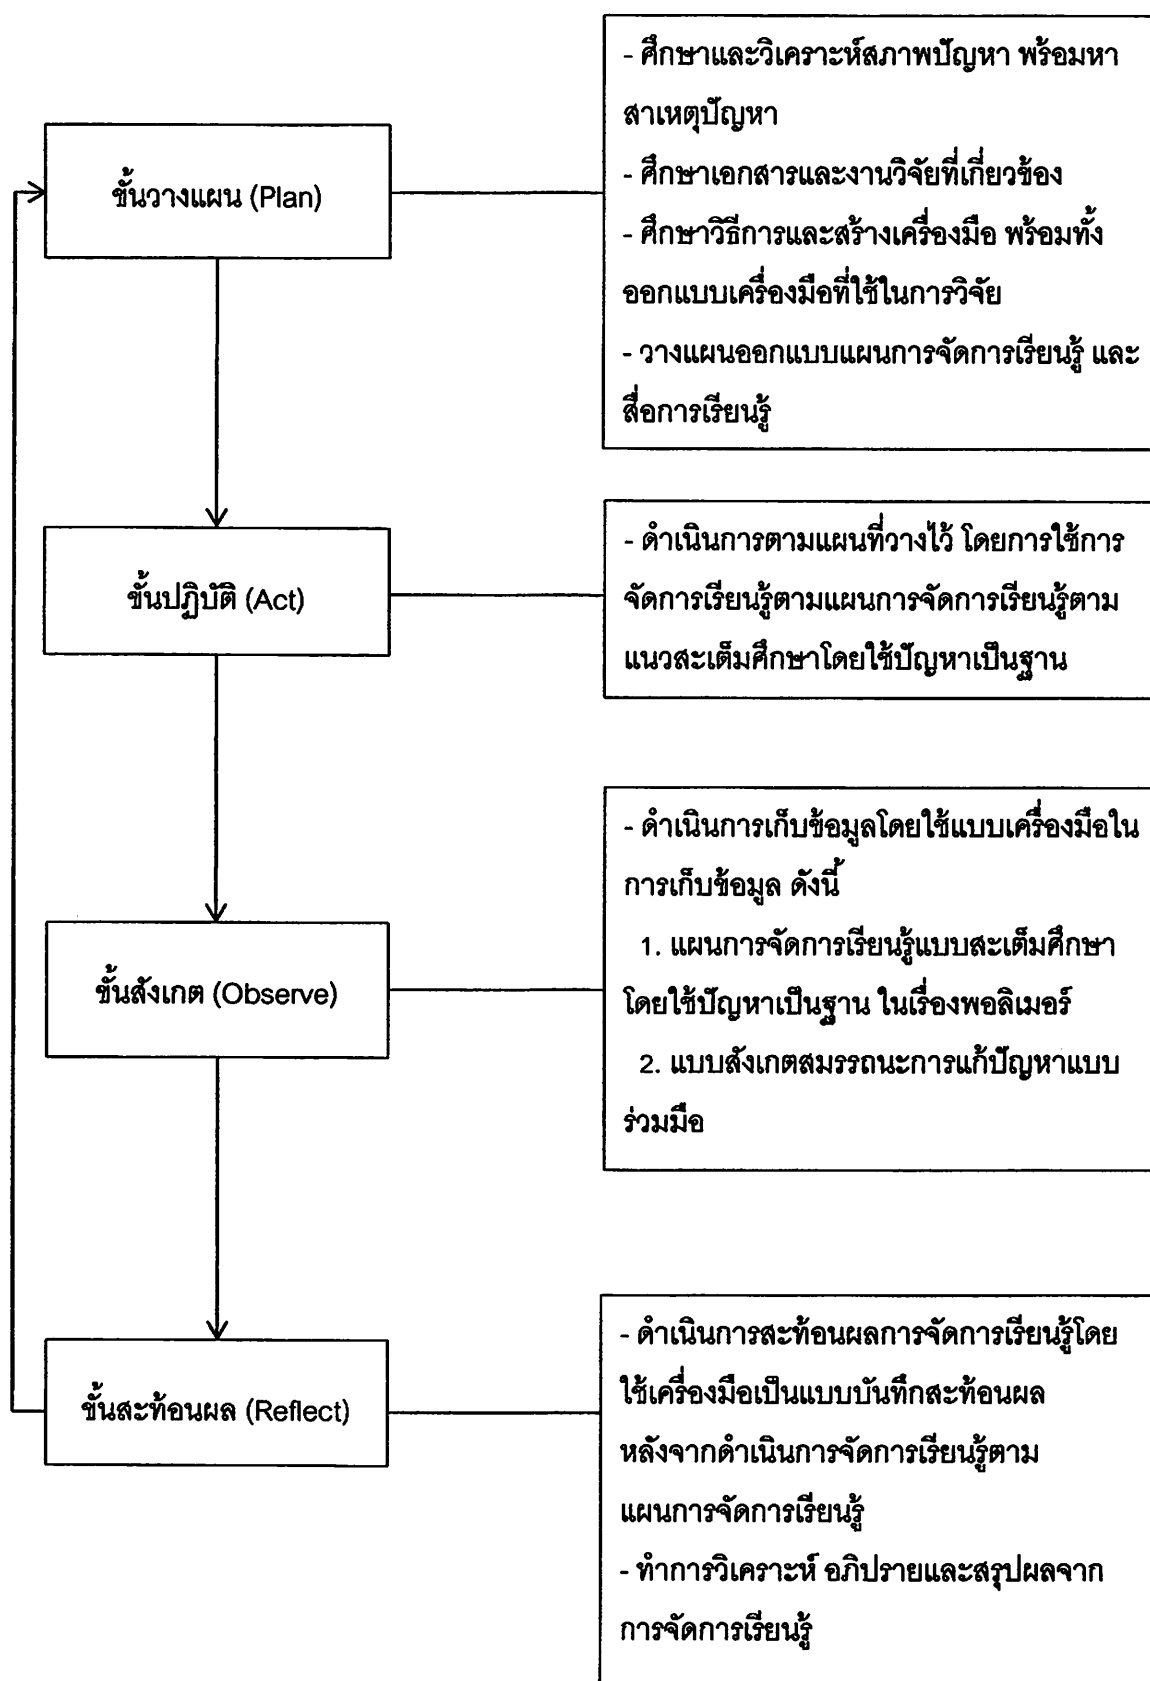 ขั้นวางแผน (Plan)
- ศึกษาและวิเคราะห์สภาพปัญหา พร้อมหา
สาเหตุปัญหา
- ศึกษาเอกสารและงานวิจัยที่เกี่ยวข้อง
- ศึกษาวิธีการและสร้างเครื่องมือ พร้อมทั้ง
ออกแบบเครื่องมือที่ใช้ในการวิจัย
- วางแผนออกแบบแผนการจัดการเรียนรู้ และ
สื่อการเรียนรู้
ขั้นปฏิบัติ (Act)
- ดำเนินการตามแผนที่วางไว้ โดยการใช้การ
จัดการเรียนรู้ตามแผนการจัดการเรียนรู้ตาม
แนวสะเต็มศึกษาโดยใช้ปัญหาเป็นฐาน
ขั้นสังเกต (Observe)
- ดำเนินการเก็บข้อมูลโดยใช้แบบเครื่องมือใน
การเก็บข้อมูล ดังนี้
1. แผนการจัดการเรียนรู้แบบสะเต็มศึกษา
โดยใช้ปัญหาเป็นฐาน ในเรื่องพอลิเมอร์
2. แบบสังเกตสมรรถนะการแก้ปัญหาแบบ
ร่วมมือ
ขั้นสะท้อนผล (Reflect)
- ดำเนินการสะท้อนผลการจัดการเรียนรู้โดย
ใช้เครื่องมือเป็นแบบบันทึกสะท้อนผล
หลังจากดำเนินการจัดการเรียนรู้ตาม
แผนการจัดการเรียนรู้
- ทำการวิเคราะห์ อภิปรายและสรุปผลจาก
การจัดการเรียนรู้